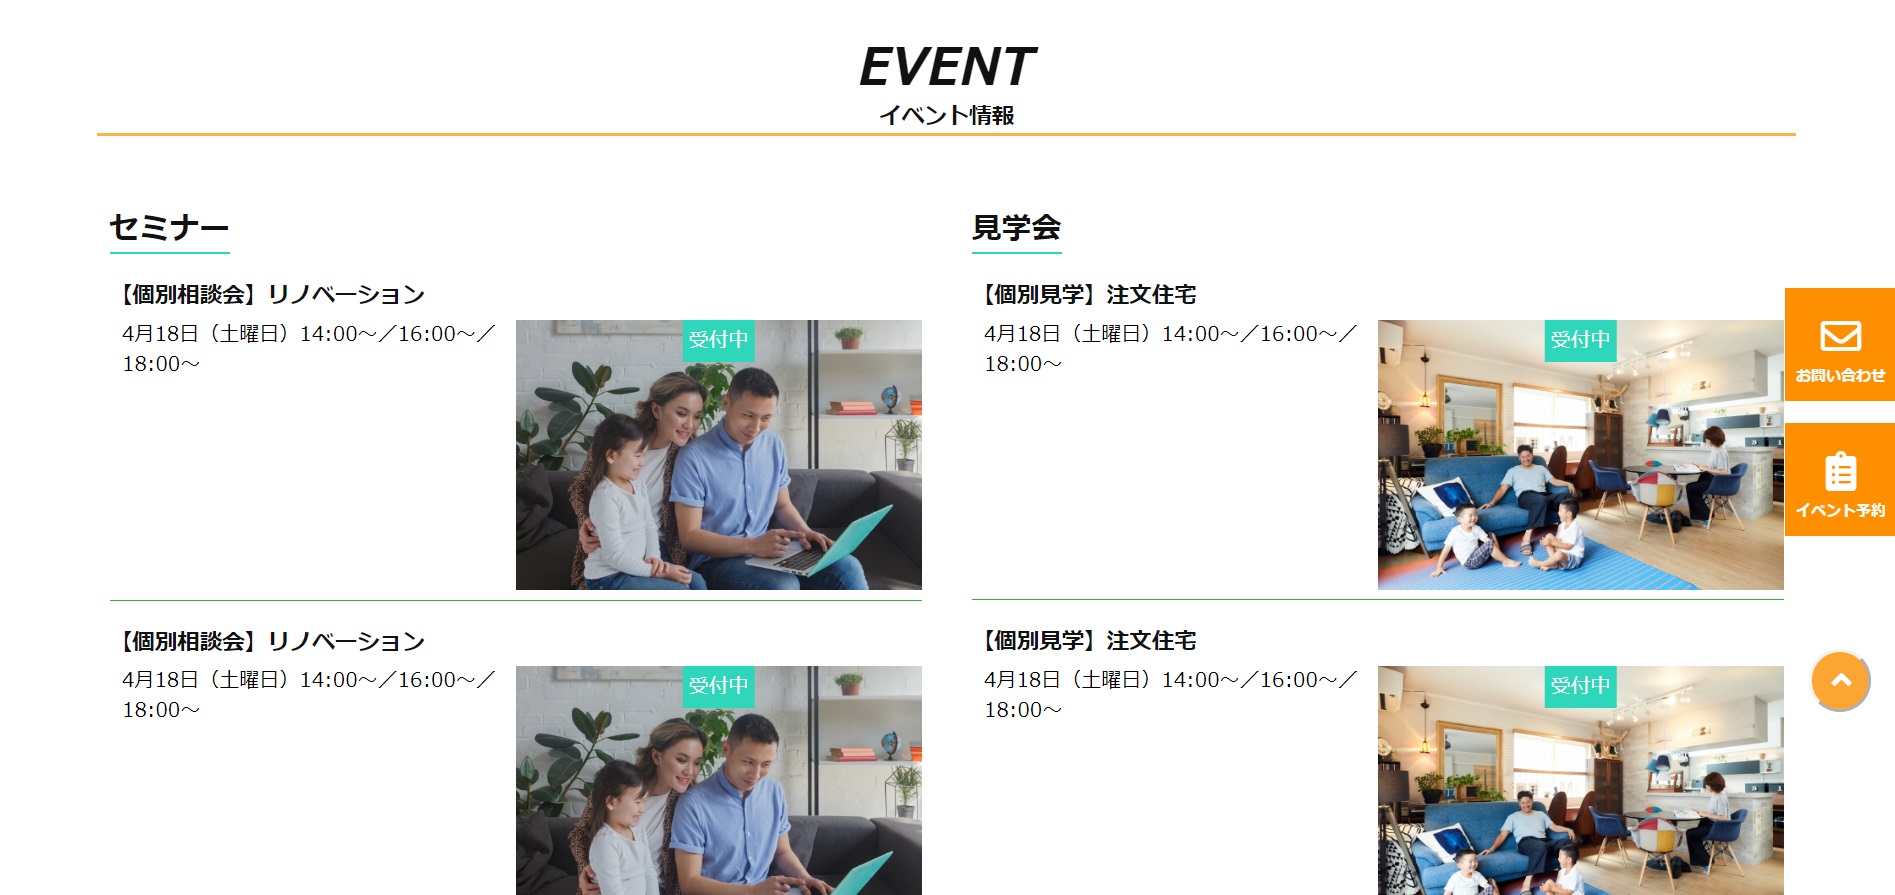 EVENT
イベント情報
セミナー
【個別相談会】リノベーション
4月18日（土曜日）14:00～／16:00～／
18:00～
受付中
【個別相談会】リノベーション
4月18日（土曜日）14:00～／16:00～／
18:00～
受付中
見学会
【個別見学】注文住宅
4月18日（土曜日）14:00～／16:00～／
18:00～
受付中
【個別見学】注文住宅
4月18日（土曜日）14:00～／16:00～／
18:00～
受付中
お問い合わせ
イベント予約